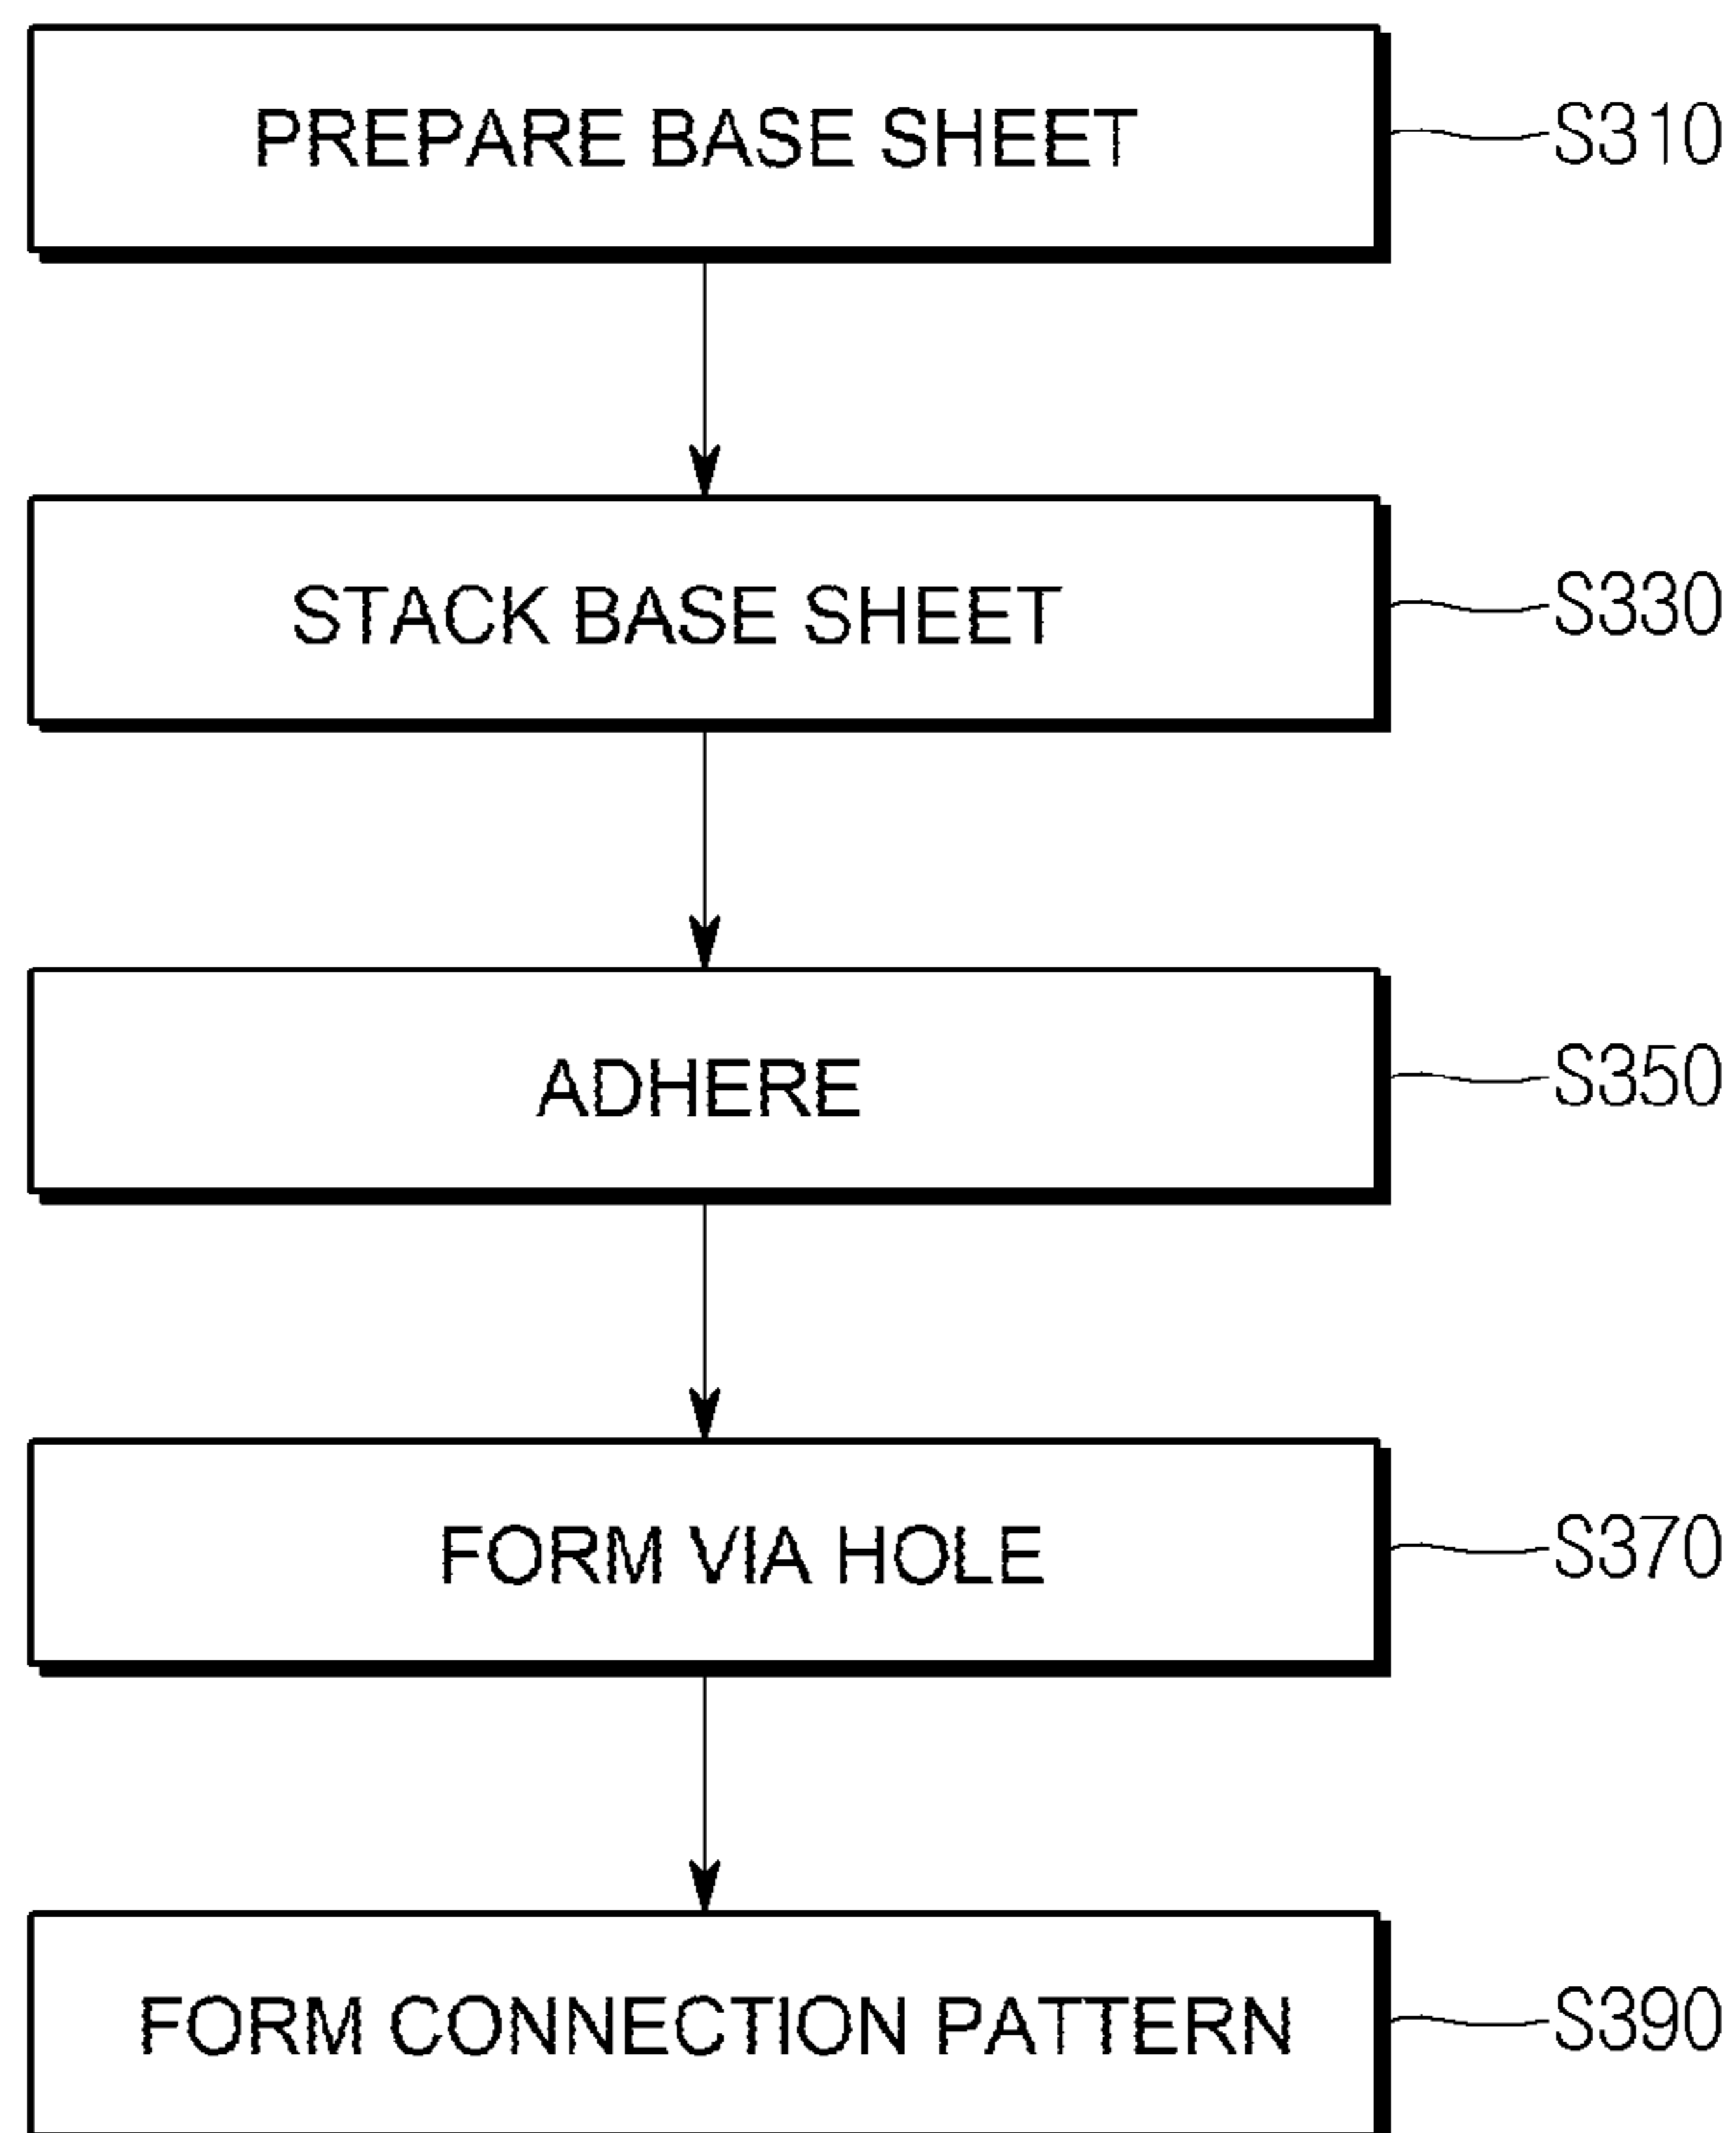 PREPARE BASE SHEET S310
STACK BASE SHEET S330
ADHERE S350
FORM VIA HOLE S370
FORM CONNECTION PATTERN S390